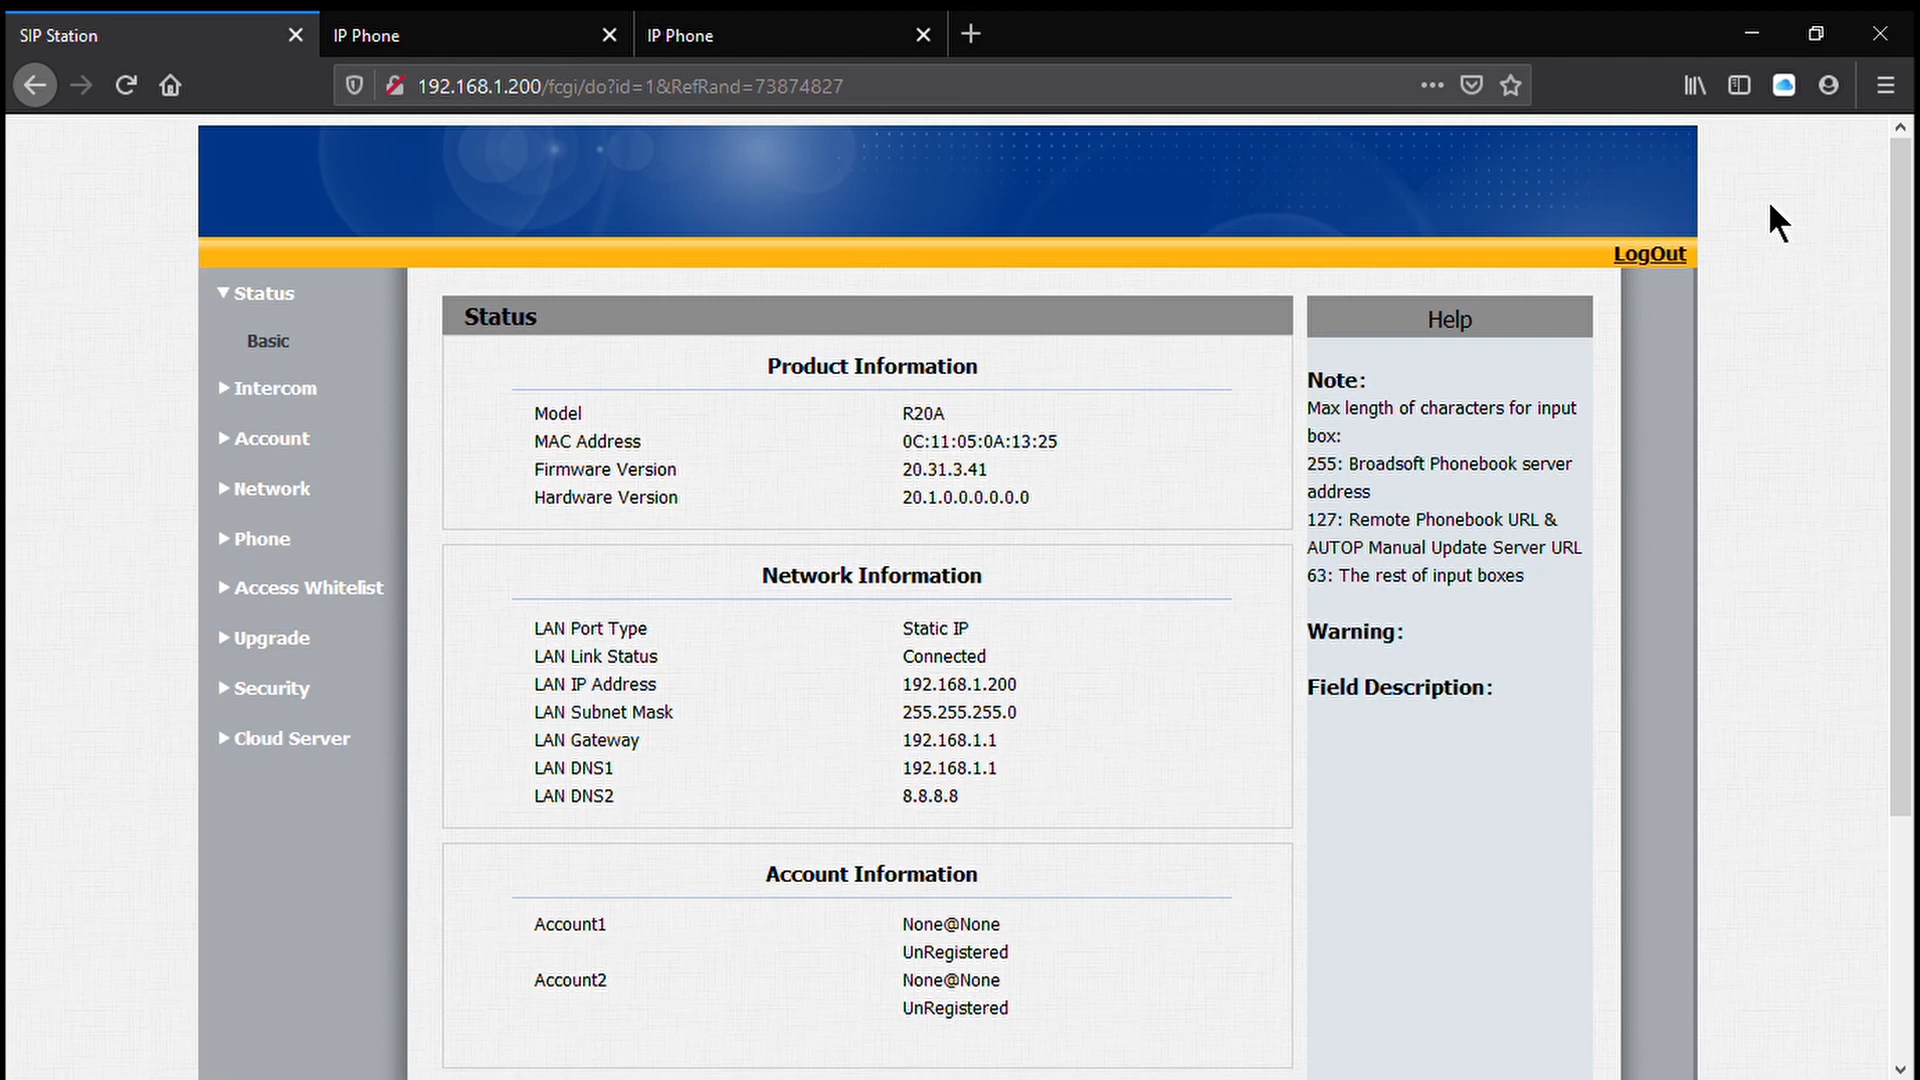 SIP Station
IP Phone
IP Phone
192.168.1.200/fcgi/do?id=1&RefRand=73874827
LogOut
Status
Basic
Intercom
Account
Network
Phone
Access Whitelist
Upgrade
Security
Cloud Server
Status
Product Information
Model R20A
MAC Address 0C:11:05:0A:13:25
Firmware Version 20.31.3.41
Hardware Version 20.1.0.0.0.0.0.0
Network Information
LAN Port Type Static IP
LAN Link Status Connected
LAN IP Address 192.168.1.200
LAN Subnet Mask 255.255.255.0
LAN Gateway 192.168.1.1
LAN DNS1 192.168.1.1
LAN DNS2 8.8.8.8
Account Information
Account1 None@None
UnRegistered
Account2 None@None
UnRegistered
Help
Note:
Max length of characters for input
box:
255: Broadsoft Phonebook server
address
127: Remote Phonebook URL &
AUTOP Manual Update Server URL
63: The rest of input boxes
Warning:
Field Description: